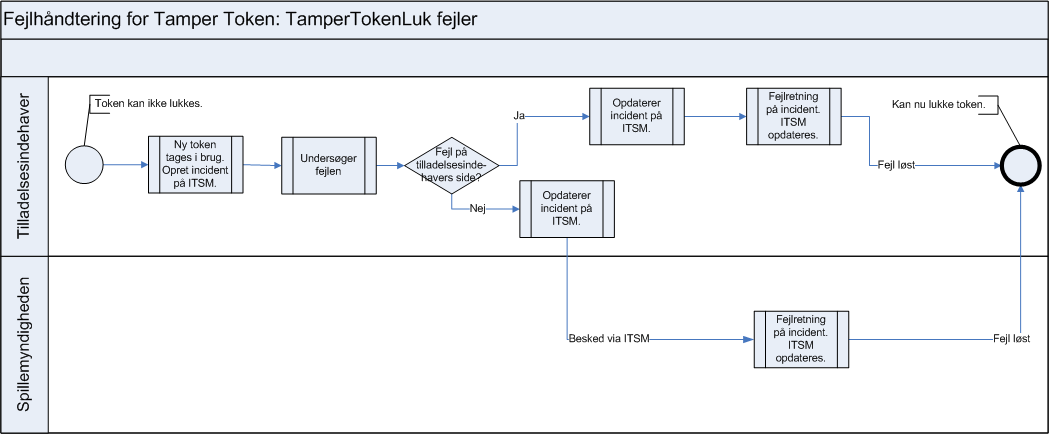 Fejlhåndtering for Tamper Token: TamperTokenLuk fejler
Tilladelsesindehaver
Token kan ikke lukkes.
Ny token
tages i brug.
Opret incident
på ITSM.
Undersøger
fejlen
Fejl på
tilladelsesinde-
havers side?
Ja
Opdaterer
incident på
ITSM.
Fejlretning
på incident.
ITSM
opdateres.
Fejl løst
Kan nu lukke token.
Nej
Opdaterer
incident på
ITSM.
Spillemyndigheden
Besked via ITSM
Fejlretning
på incident.
ITSM
opdateres.
Fejl løst